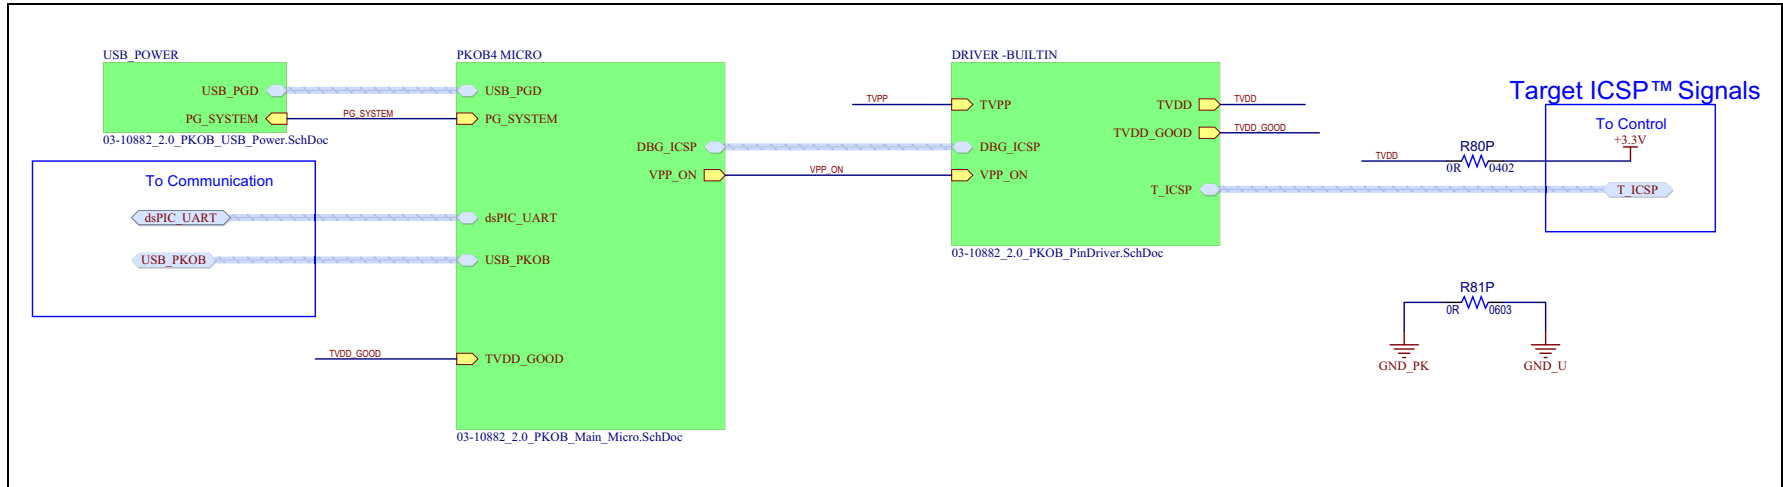 USB_POWER
USB_PGD
PG_SYSTEM
03-10882_2.0_PKOB_USB_Power.SchDoc
PG_SYSTEM
To Communication
dsPIC_UART
USB_PKOB
TVDD_GOOD
PKOB4 MICRO
USB_PGD
PG_SYSTEM
DBG_ICSP
VPP_ON
dsPIC_UART
USB_PKOB
TVDD_GOOD
03-10882_2.0_PKOB_Main_Micro.SchDoc
VPP_ON
TVPP
DRIVER -BUILTIN
TVPP
TVDD
TVDD_GOOD
DBG_ICSP
VPP_ON
T_ICSP
03-10882_2.0_PKOB_PinDriver.SchDoc
TVDD
TVDD_GOOD
Target ICSP™ Signals
To Control
+3.3V
TVDD
R80P
0R
0402
T_ICSP
R81P
0R
0603
GND_PK
GND_U